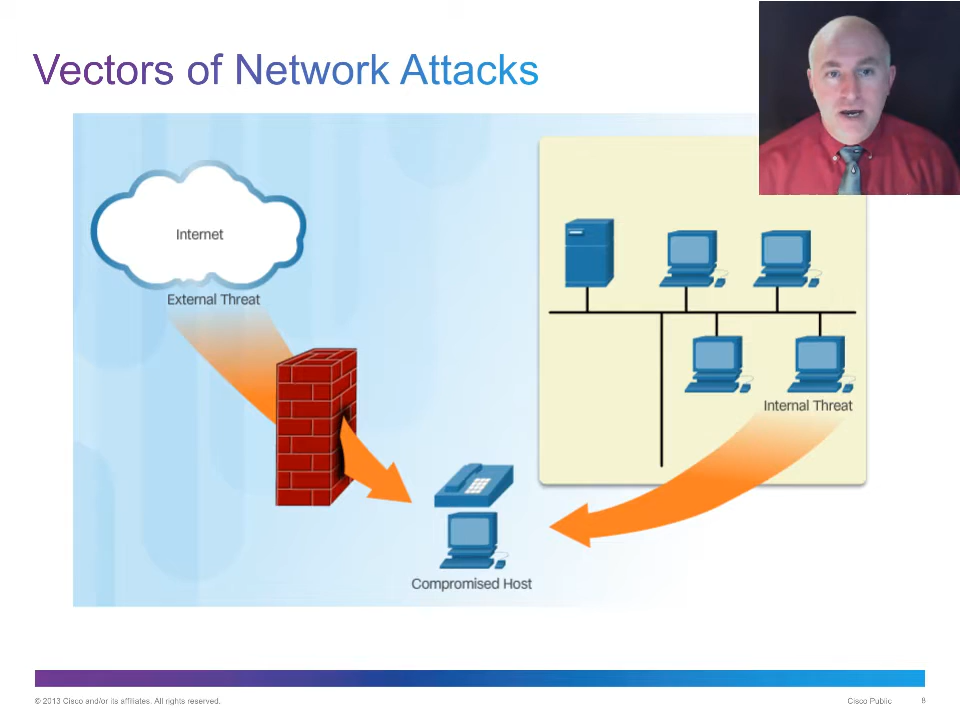 Vectors of Network Attacks
Internet
External Threat
Internal Threat
Compromised Host
© 2013 Cisco and/or its affiliates. All rights reserved.
Cisco Public
8